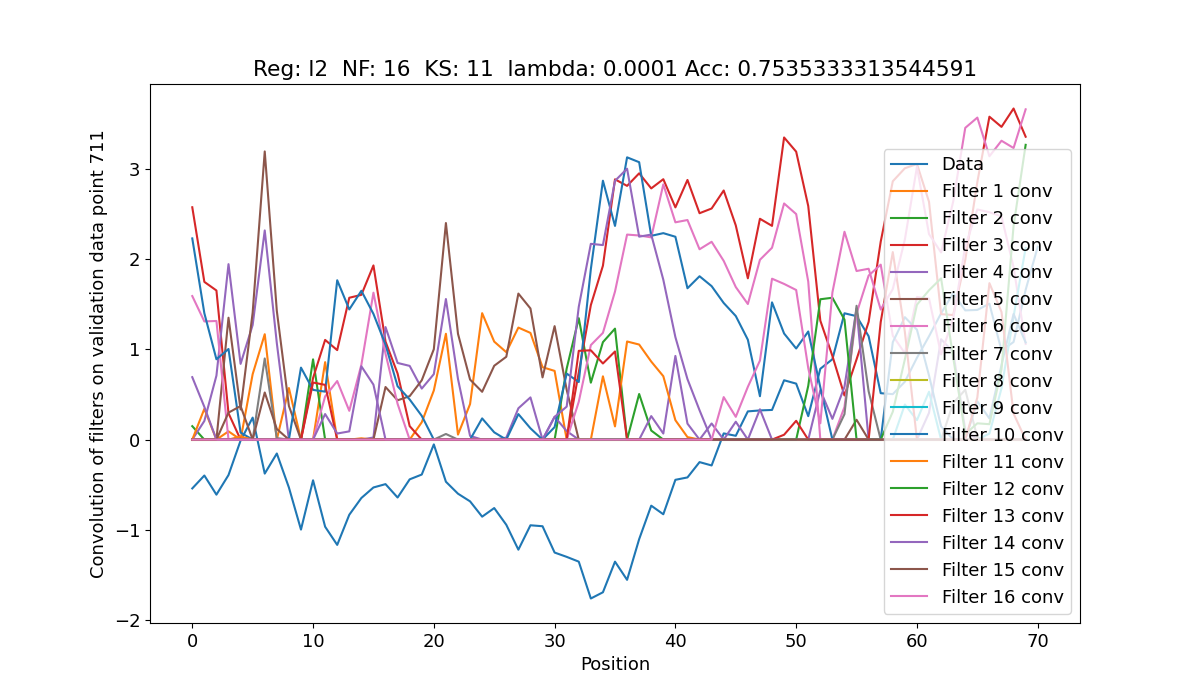 Reg: l2  NF: 16  KS: 11  lambda: 0.0001 Acc: 0.7535333313544591
Convolution of filters on validation data point 711
3
2
1
0
−1
−2
0 10 20 30 40 50 60 70
Position
Data
Filter 1 conv
Filter 2 conv
Filter 3 conv
Filter 4 conv
Filter 5 conv
Filter 6 conv
Filter 7 conv
Filter 8 conv
Filter 9 conv
Filter 10 conv
Filter 11 conv
Filter 12 conv
Filter 13 conv
Filter 14 conv
Filter 15 conv
Filter 16 conv